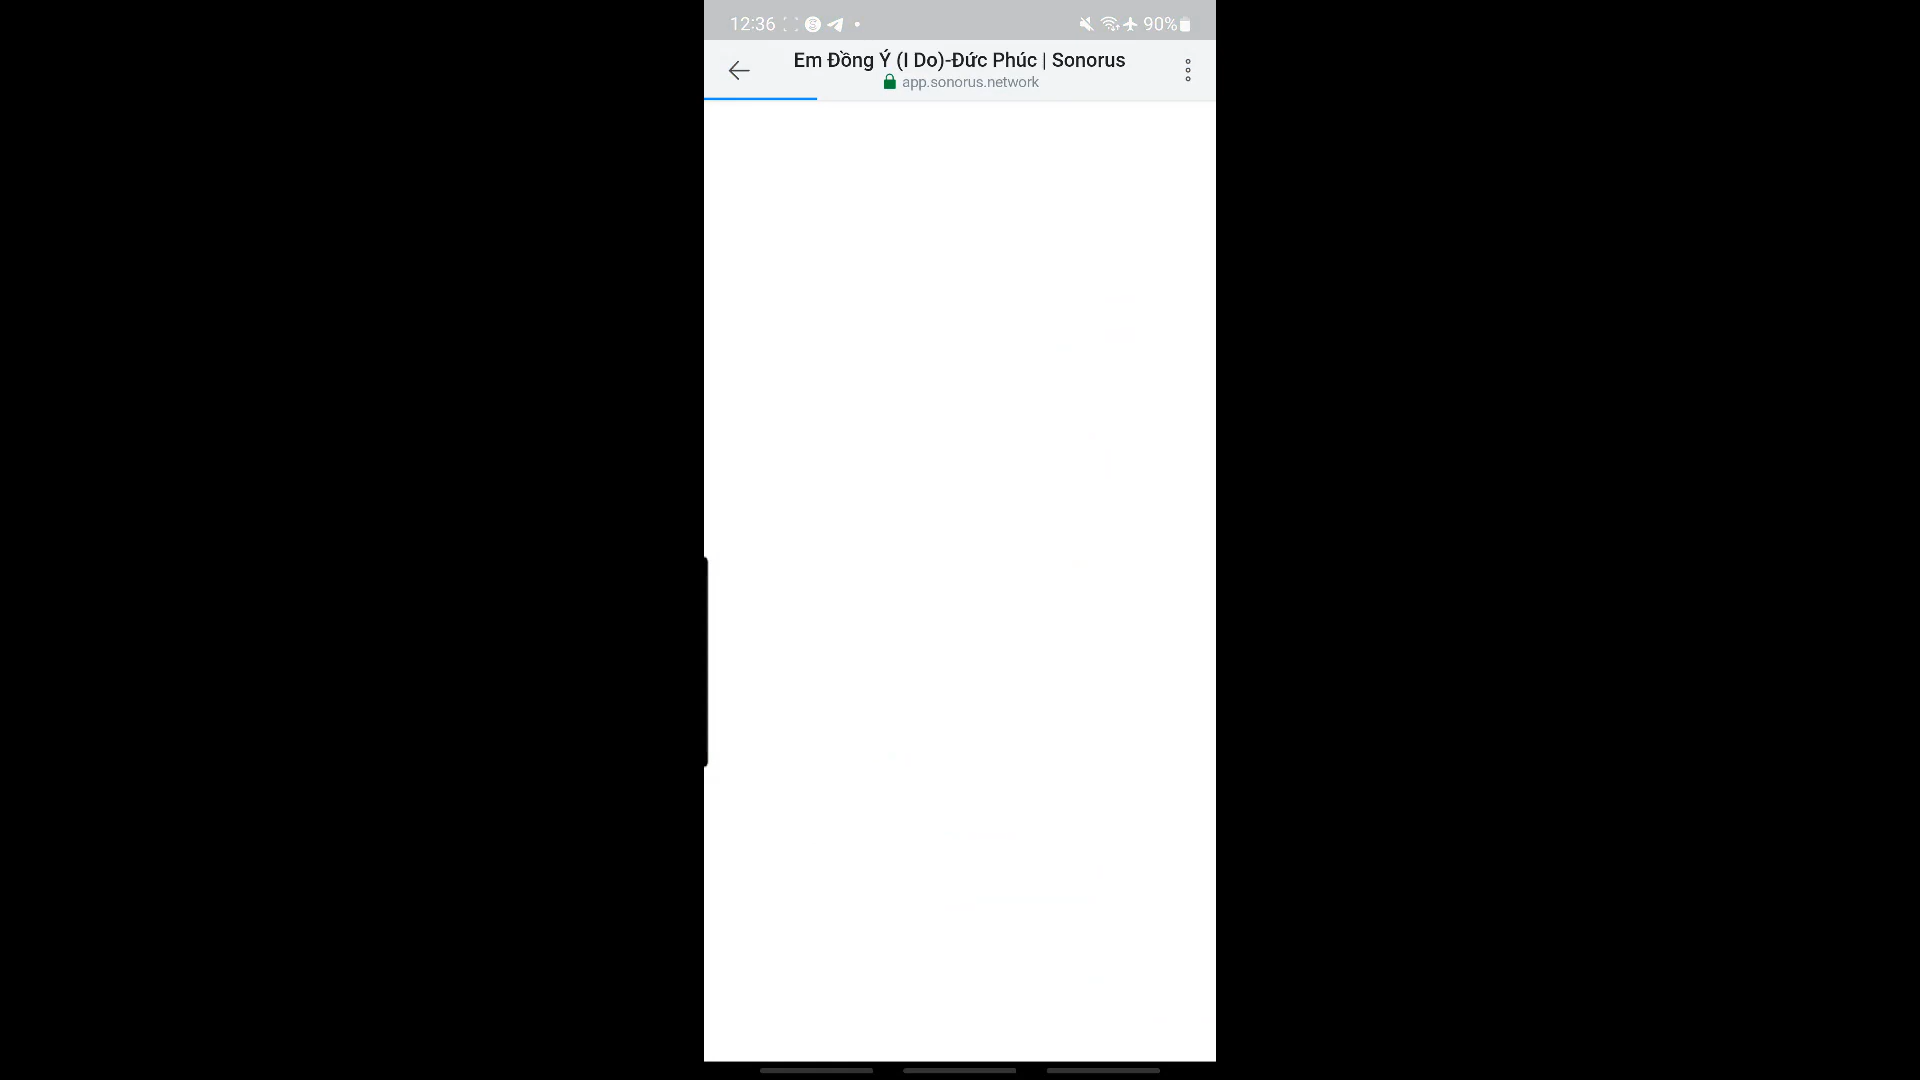 12:36
90%
Em Đồng Ý (I Do)-Đức Phúc | Sonorus
app.sonorus.network